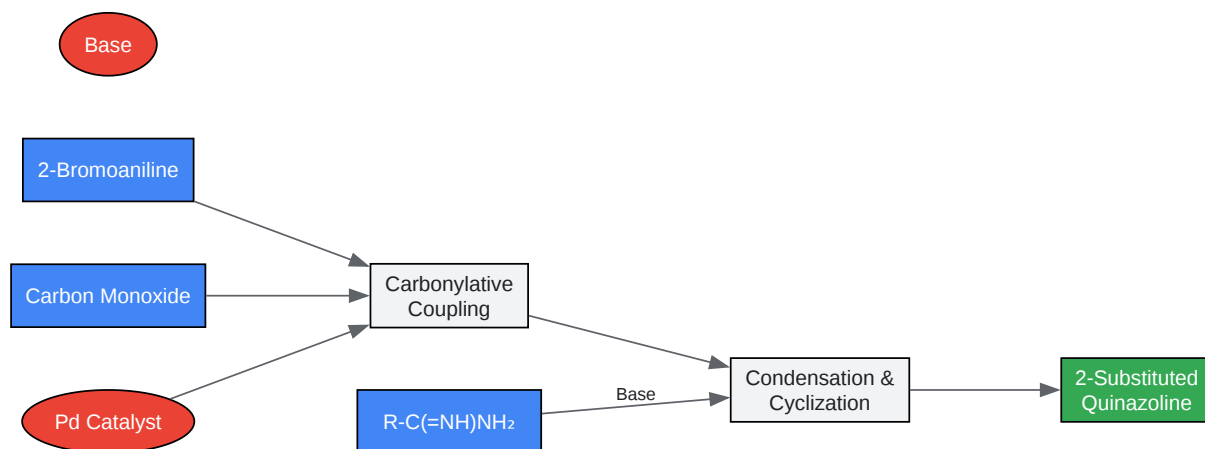 Base
2-Bromoaniline
Carbon Monoxide
Pd Catalyst
Carbonylative
Coupling
R-C(=NH)NH₂
Base
Condensation &
Cyclization
2-Substituted
Quinazoline